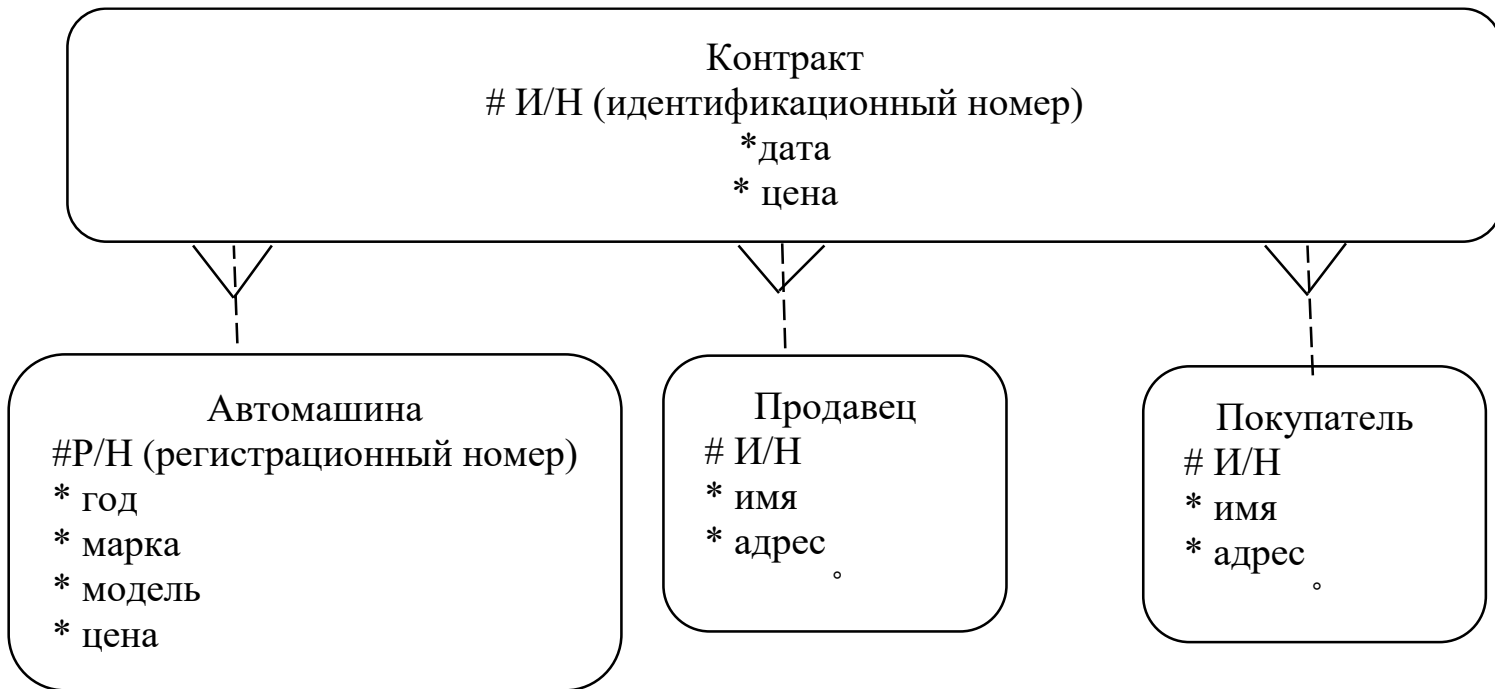 Контракт
# И/Н (идентификационный номер)
*дата
* цена
Автомашина
#Р/Н (регистрационный номер)
* год
* марка
* модель
* цена
Продавец
# И/Н
* имя
* адрес
°
Покупатель
# И/Н
* имя
* адрес
°